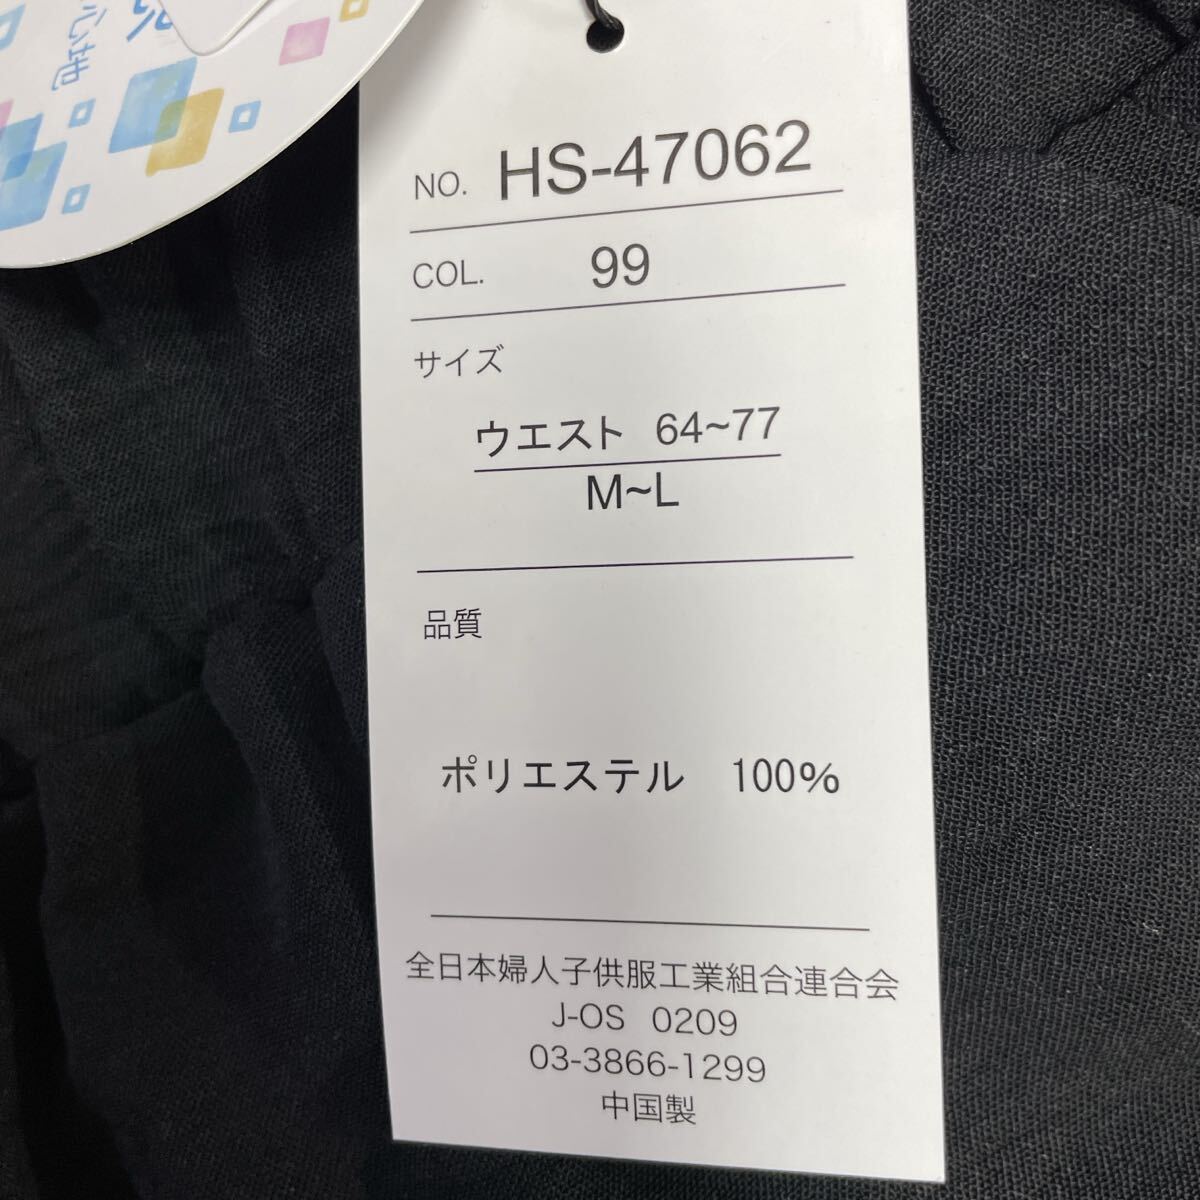 心地
NO. HS-47062
COL. 99
サイズ
ウエスト 64~77
M~L
品質
ポリエステル 100%
全日本婦人子供服工業組合連合会
J-OS 0209
03-3866-1299
中国製